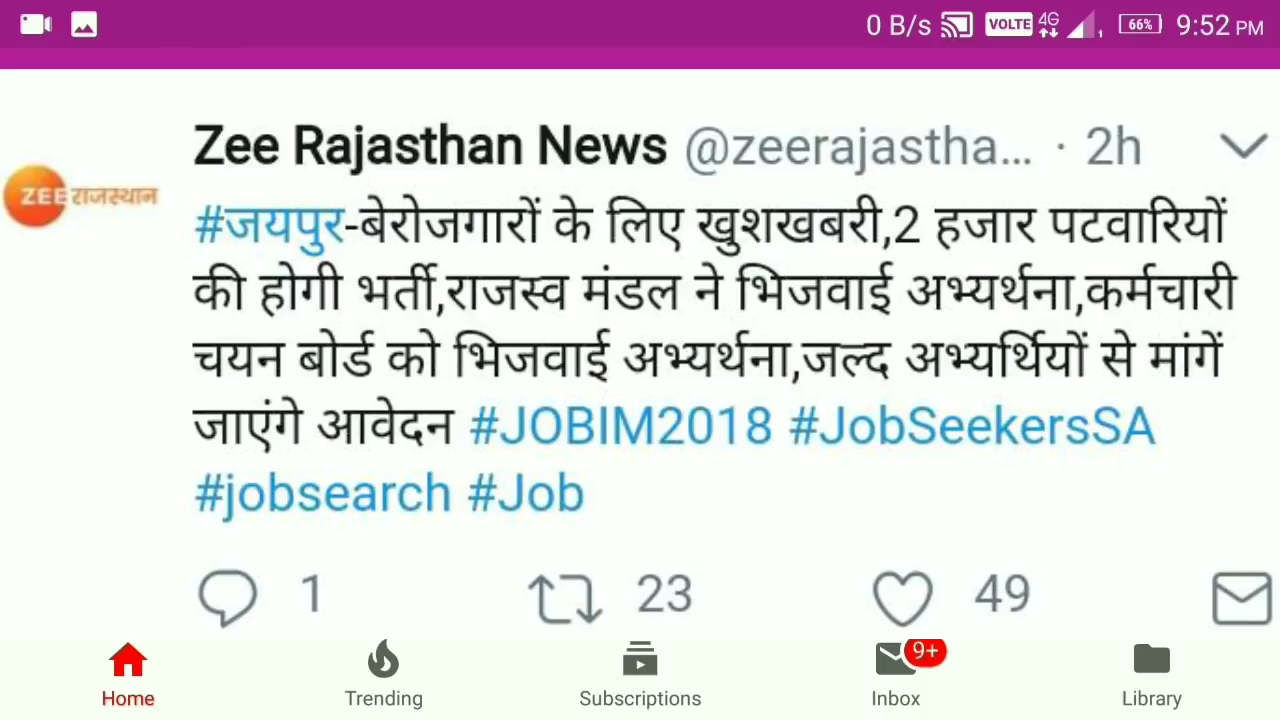 0 B/s VOLTE 4G 66% 9:52 PM
Zee Rajasthan News @zeerajastha... · 2h
ZEE राजस्थान
#जयपुर-बेरोजगारों के लिए खुशखबरी,2 हजार पटवारियों
की होगी भर्ती,राजस्व मंडल ने भिजवाई अभ्यर्थना,कर्मचारी
चयन बोर्ड को भिजवाई अभ्यर्थना,जल्द अभ्यर्थियों से मांगें
जाएंगे आवेदन #JOBIM2018 #JobSeekersSA
#jobsearch #Job
1 23 49
9+
Home Trending Subscriptions Inbox Library